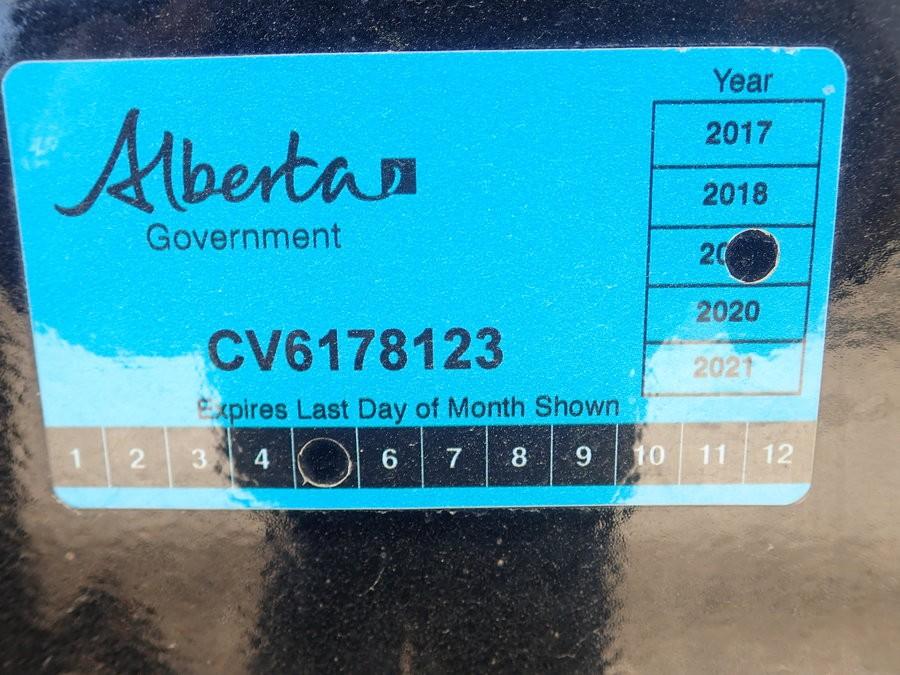 Alberta
Government
Year
2017
2018
20
2020
2021
CV6178123
Expires Last Day of Month Shown
1 2 3 4 6 7 8 9 10 11 12